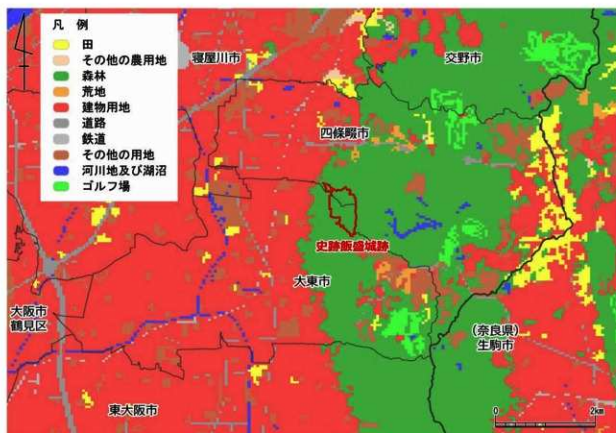 凡　例
田
その他の農用地
森林
荒地
建物用地
道路
鉄道
その他の用地
河川地及び湖沼
ゴルフ場
寝屋川市
交野市
四條畷市
史跡飯盛城跡
大東市
大阪市
鶴見区
(奈良県)
生駒市
東大阪市
0
2km